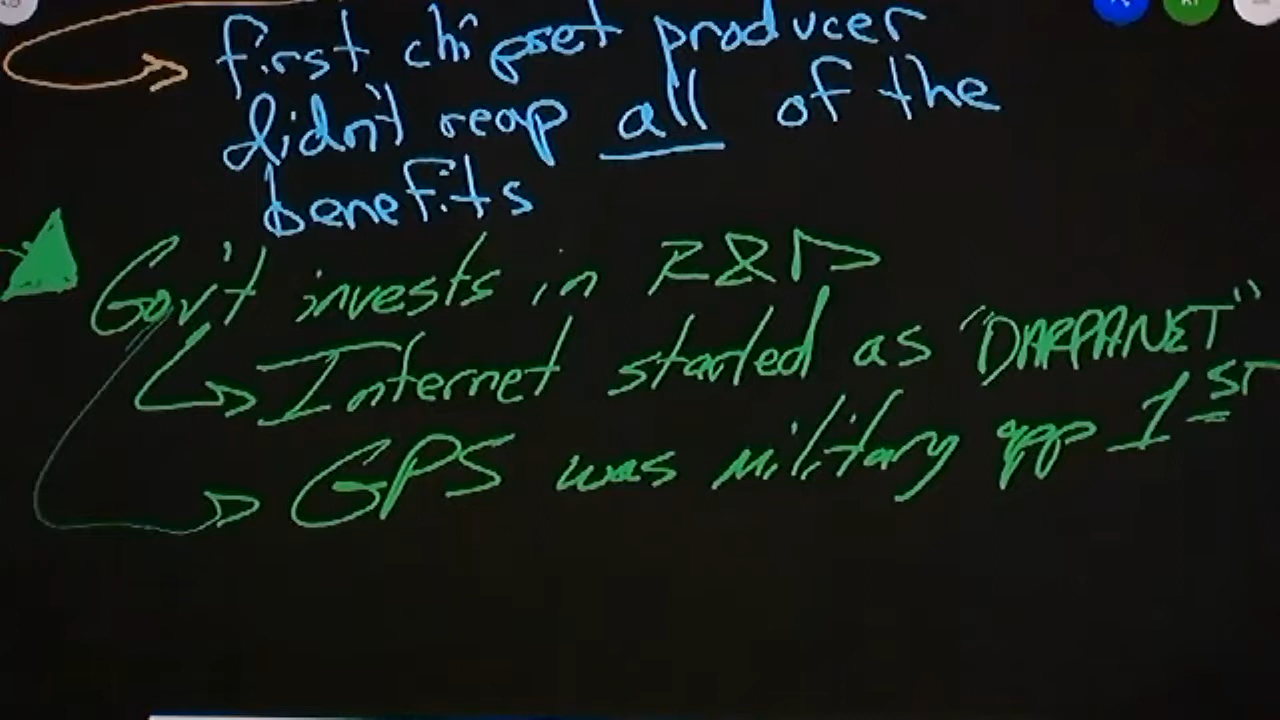 first chipset producer
didn't reap all of the
benefits
Gov't invests in R&D
Internet started as "DARPANET"
GPS was military app 1st